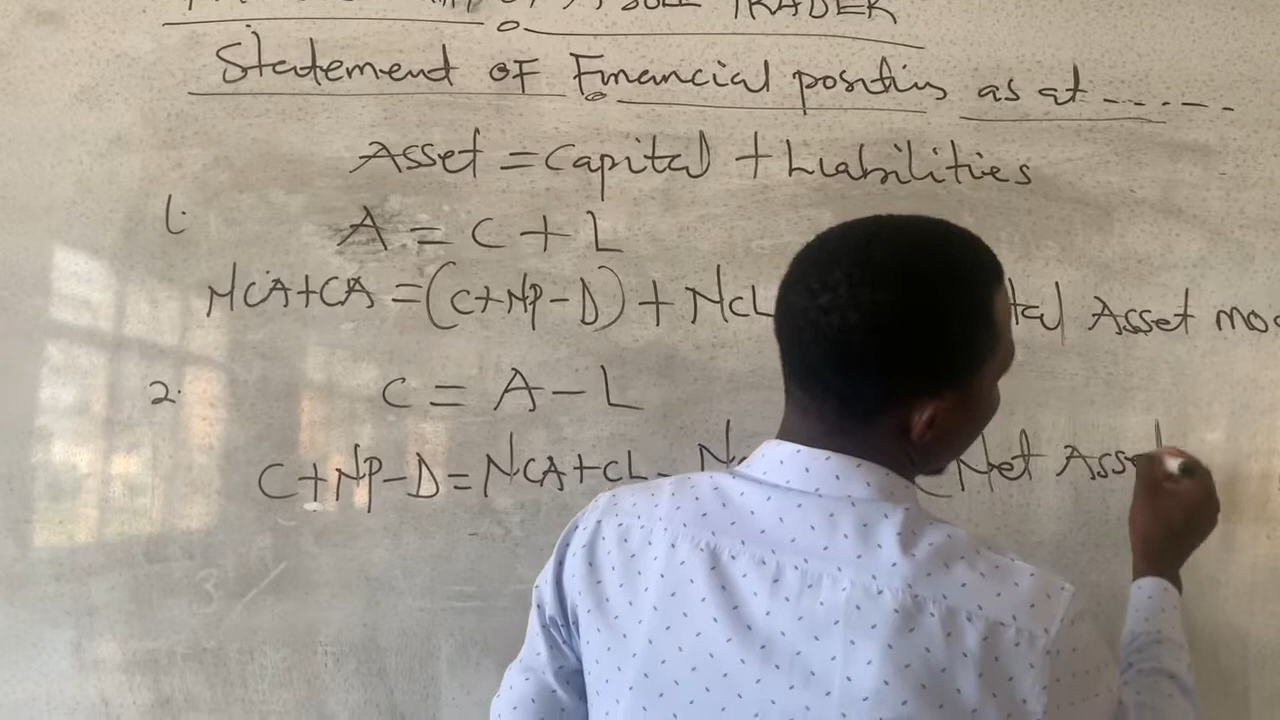 SOLE TRADER
Statement OF Financial position as at ------
Asset = Capital + Liabilities
1. A = C + L
NCA+CA = (C+NP-D) + NCL Asset
2. C = A - L
C+NP-D = NCA+CL - Net Asset
3